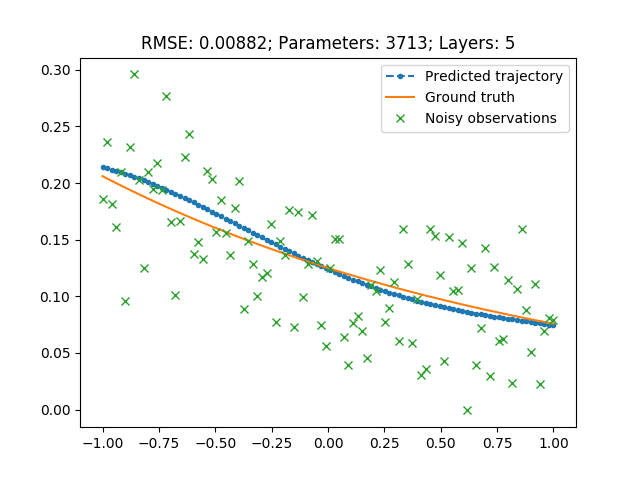 RMSE: 0.00882; Parameters: 3713; Layers: 5
Predicted trajectory
Ground truth
Noisy observations
0.30
0.25
0.20
0.15
0.10
0.05
0.00
−1.00 −0.75 −0.50 −0.25 0.00 0.25 0.50 0.75 1.00